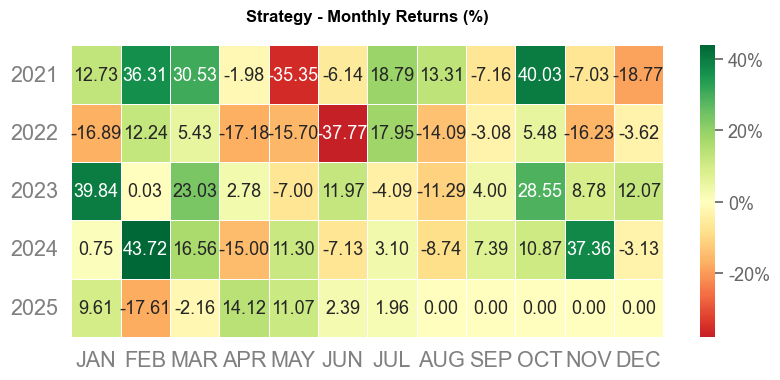 Strategy - Monthly Returns (%)
2021 12.73 36.31 30.53 -1.98 -35.35 -6.14 18.79 13.31 -7.16 40.03 -7.03 -18.77
2022 -16.89 12.24 5.43 -17.18 -15.70 -37.77 17.95 -14.09 -3.08 5.48 -16.23 -3.62
2023 39.84 0.03 23.03 2.78 -7.00 11.97 -4.09 -11.29 4.00 28.55 8.78 12.07
2024 0.75 43.72 16.56 -15.00 11.30 -7.13 3.10 -8.74 7.39 10.87 37.36 -3.13
2025 9.61 -17.61 -2.16 14.12 11.07 2.39 1.96 0.00 0.00 0.00 0.00 0.00
JAN FEB MAR APR MAY JUN JUL AUG SEP OCT NOV DEC
40%
20%
0%
-20%